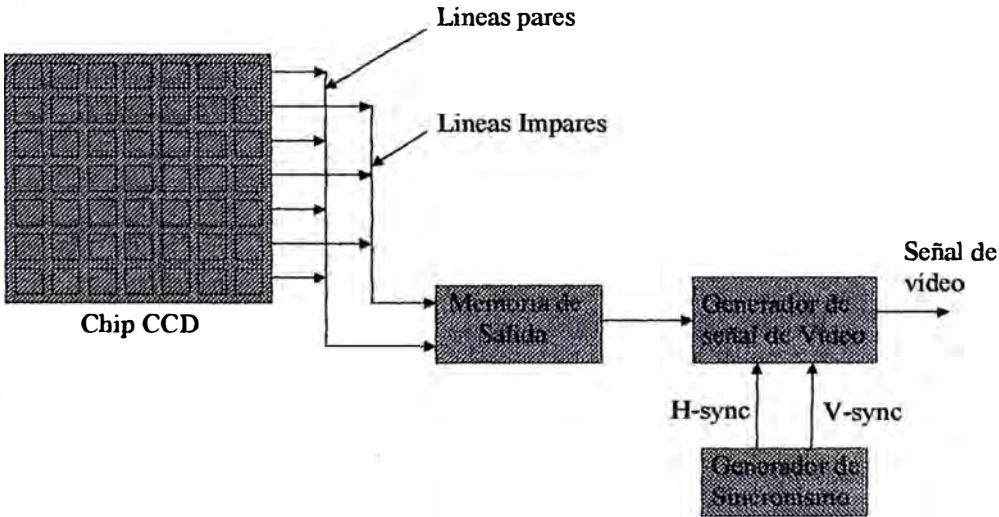 Lineas pares
Lineas Impares
Chip CCD
Memoria de
Salida
Generador de
señal de Video
Señal de
vídeo
H-sync
V-sync
Generador de
Sincronismo